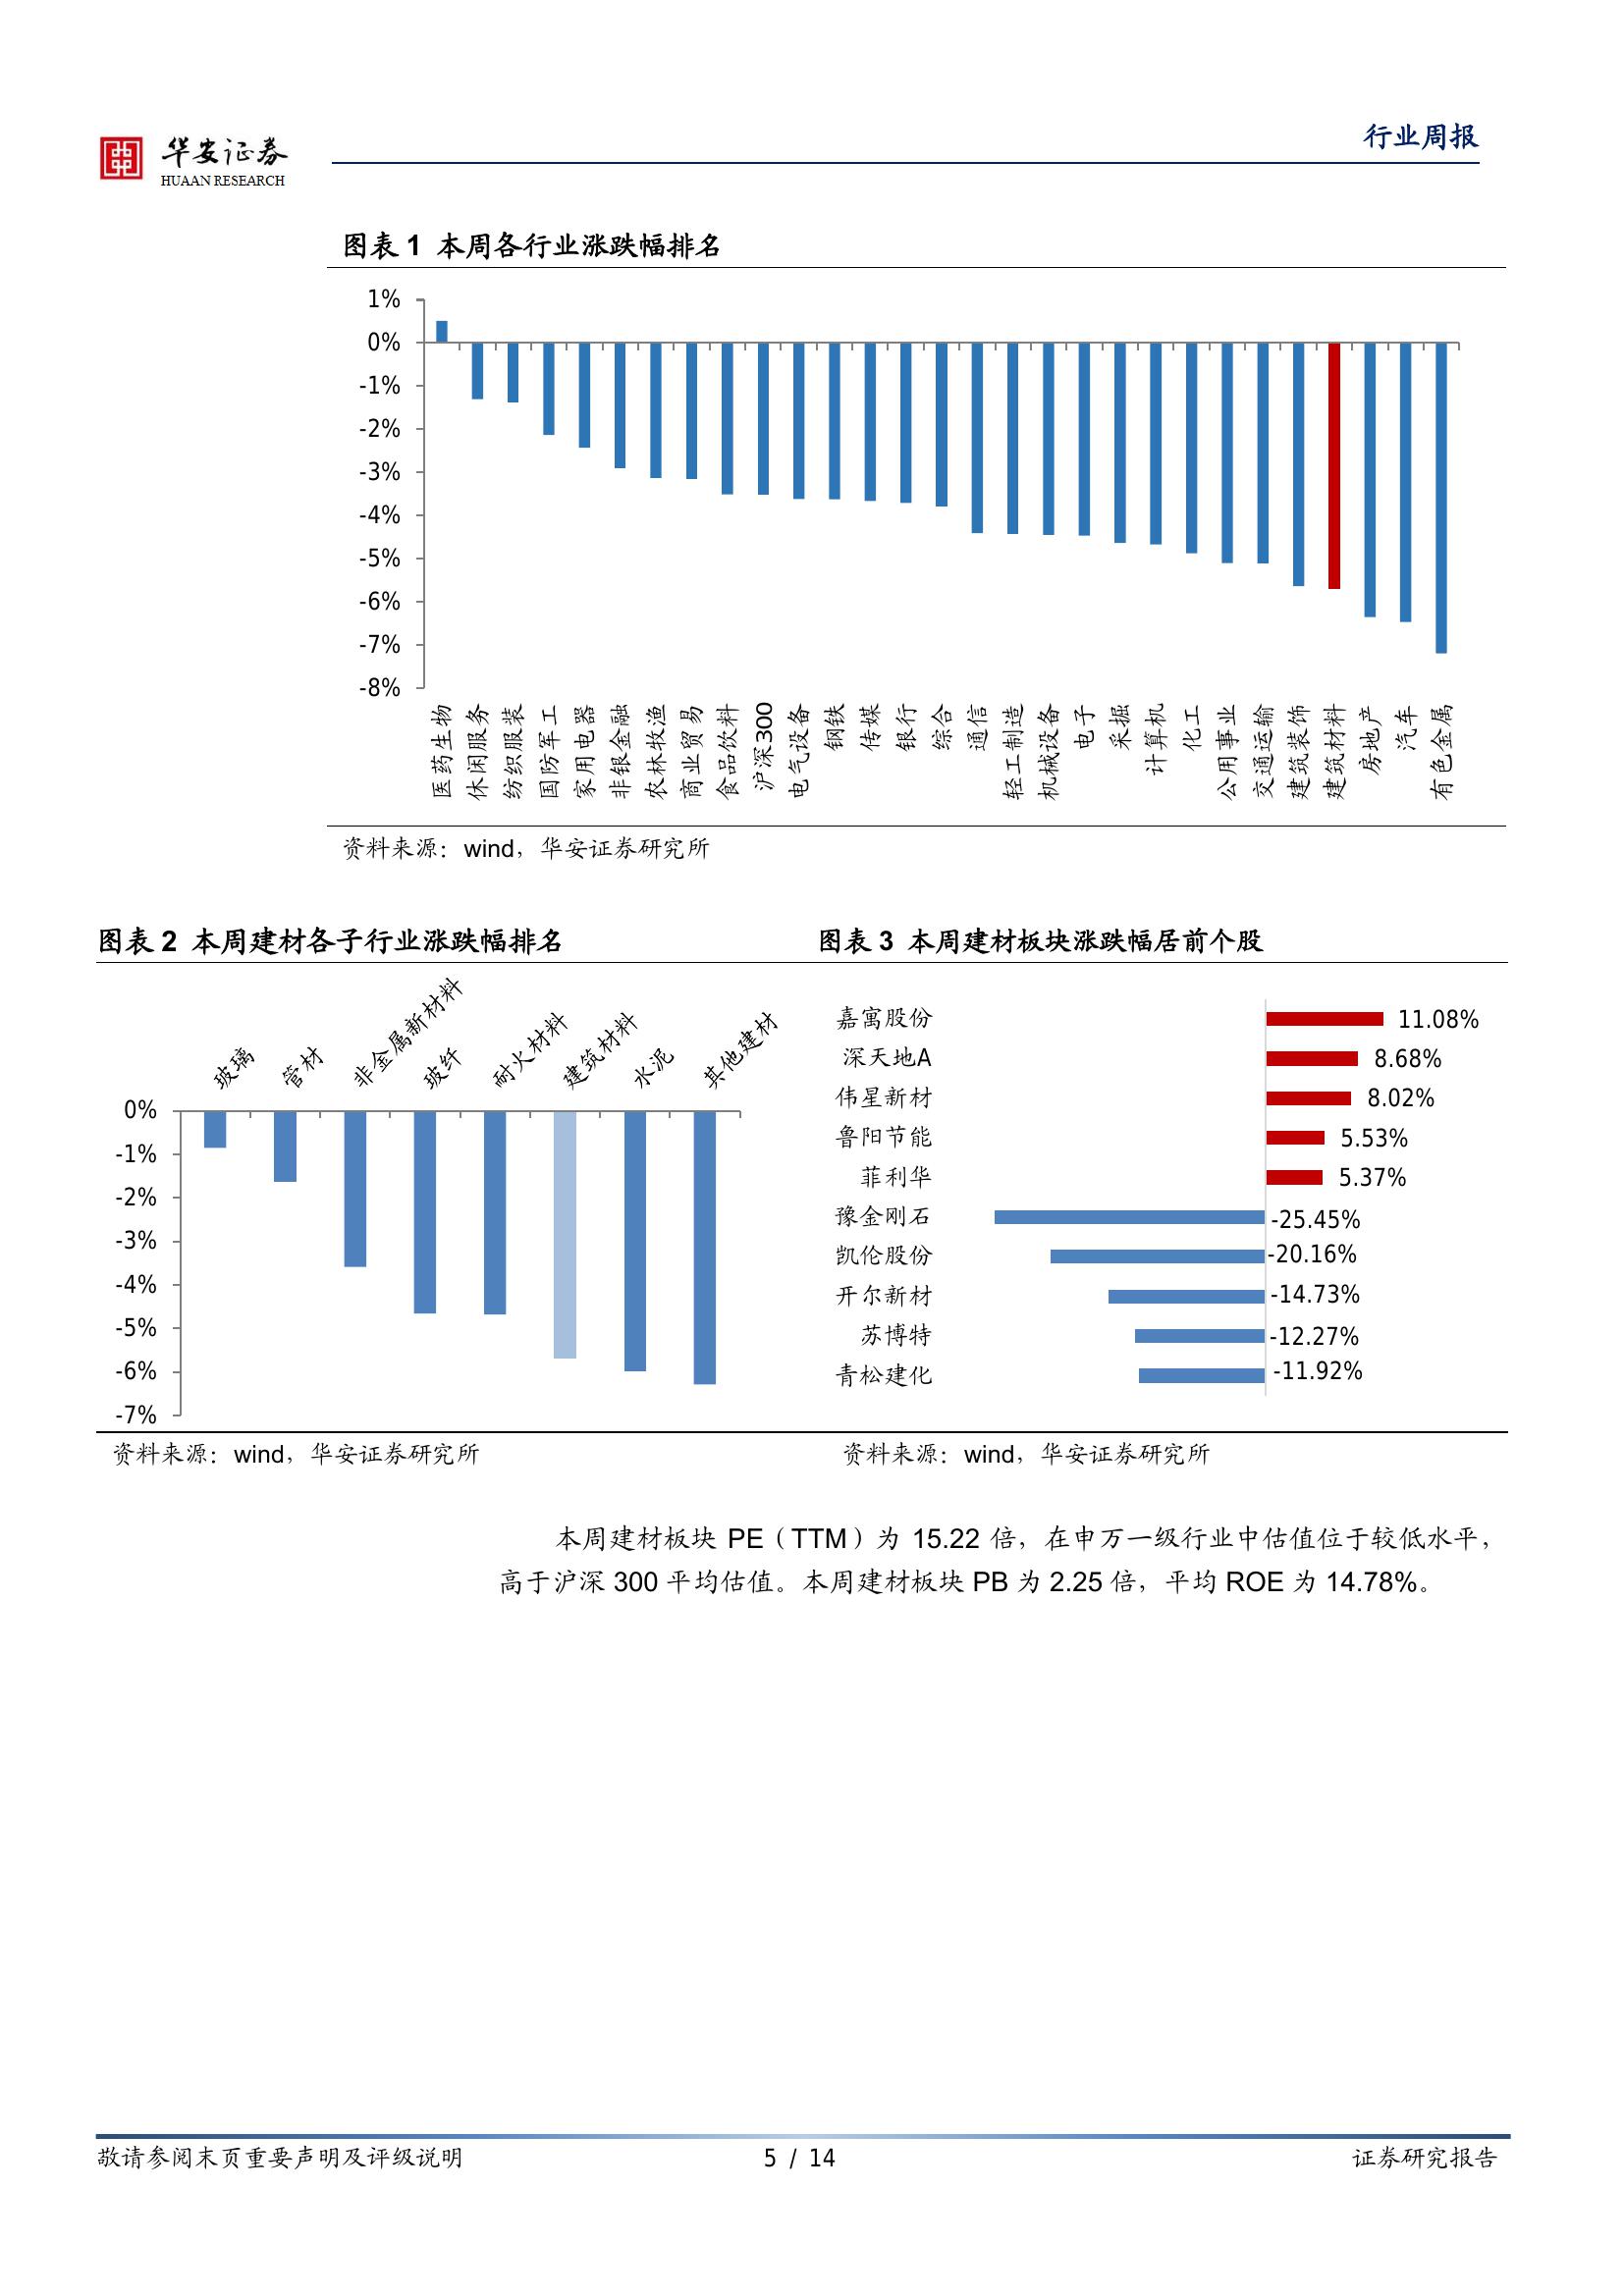 华安证券
HUAAN RESEARCH
行业周报
图表 1 本周各行业涨跌幅排名
1%
0%
-1%
-2%
-3%
-4%
-5%
-6%
-7%
-8%
医药生物
休闲服务
纺织服装
国防军工
家用电器
非银金融
农林牧渔
商业贸易
食品饮料
沪深300
电气设备
钢铁
传媒
银行
综合
通信
轻工制造
机械设备
电子
采掘
计算机
化工
公用事业
交通运输
建筑装饰
建筑材料
房地产
汽车
有色金属
资料来源：wind，华安证券研究所
图表 2 本周建材各子行业涨跌幅排名
玻璃
管材
非金属新材料
玻纤
耐火材料
建筑材料
水泥
其他建材
0%
-1%
-2%
-3%
-4%
-5%
-6%
-7%
资料来源：wind，华安证券研究所
图表 3 本周建材板块涨跌幅居前个股
嘉寓股份 11.08%
深天地A 8.68%
伟星新材 8.02%
鲁阳节能 5.53%
菲利华 5.37%
豫金刚石 -25.45%
凯伦股份 -20.16%
开尔新材 -14.73%
苏博特 -12.27%
青松建化 -11.92%
资料来源：wind，华安证券研究所
本周建材板块 PE（TTM）为 15.22 倍，在申万一级行业中估值位于较低水平，
高于沪深 300 平均估值。本周建材板块 PB 为 2.25 倍，平均 ROE 为 14.78%。
敬请参阅末页重要声明及评级说明
5 / 14
证券研究报告